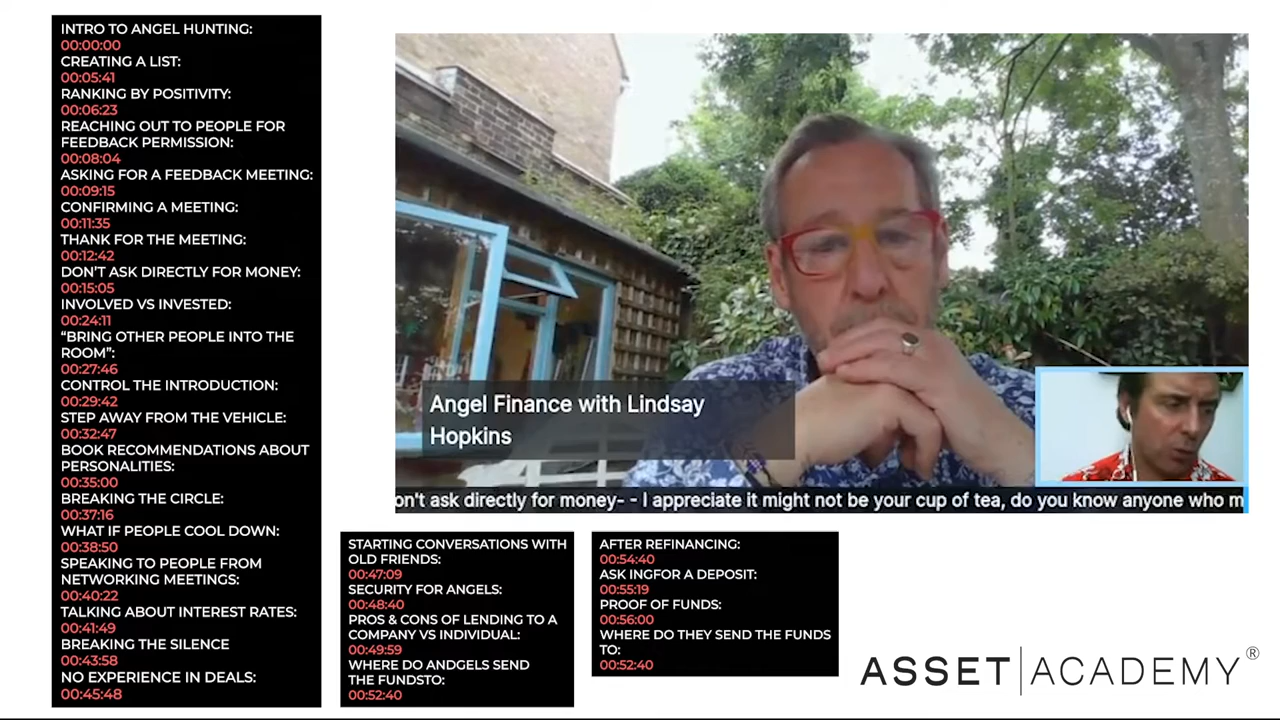 INTRO TO ANGEL HUNTING:
00:00:00
CREATING A LIST:
00:05:41
RANKING BY POSITIVITY:
00:06:23
REACHING OUT TO PEOPLE FOR
FEEDBACK PERMISSION:
00:08:04
ASKING FOR A FEEDBACK MEETING:
00:09:15
CONFIRMING A MEETING:
00:11:35
THANK FOR THE MEETING:
00:12:42
DON'T ASK DIRECTLY FOR MONEY:
00:15:05
INVOLVED VS INVESTED:
00:24:11
“BRING OTHER PEOPLE INTO THE
ROOM”:
00:27:46
CONTROL THE INTRODUCTION:
00:29:42
STEP AWAY FROM THE VEHICLE:
00:32:47
BOOK RECOMMENDATIONS ABOUT
PERSONALITIES:
00:35:00
BREAKING THE CIRCLE:
00:37:16
WHAT IF PEOPLE COOL DOWN:
00:38:50
SPEAKING TO PEOPLE FROM
NETWORKING MEETINGS:
00:40:22
TALKING ABOUT INTEREST RATES:
00:41:49
BREAKING THE SILENCE
00:43:58
NO EXPERIENCE IN DEALS:
00:45:48
Angel Finance with Lindsay
Hopkins
on't ask directly for money- - I appreciate it might not be your cup of tea, do you know anyone who m
STARTING CONVERSATIONS WITH
OLD FRIENDS:
00:47:09
SECURITY FOR ANGELS:
00:48:40
PROS & CONS OF LENDING TO A
COMPANY VS INDIVIDUAL:
00:49:59
WHERE DO ANDGELS SEND
THE FUNDSTO:
00:52:40
AFTER REFINANCING:
00:54:40
ASK INGFOR A DEPOSIT:
00:55:19
PROOF OF FUNDS:
00:56:00
WHERE DO THEY SEND THE FUNDS
TO:
00:52:40
ASSET|ACADEMY®